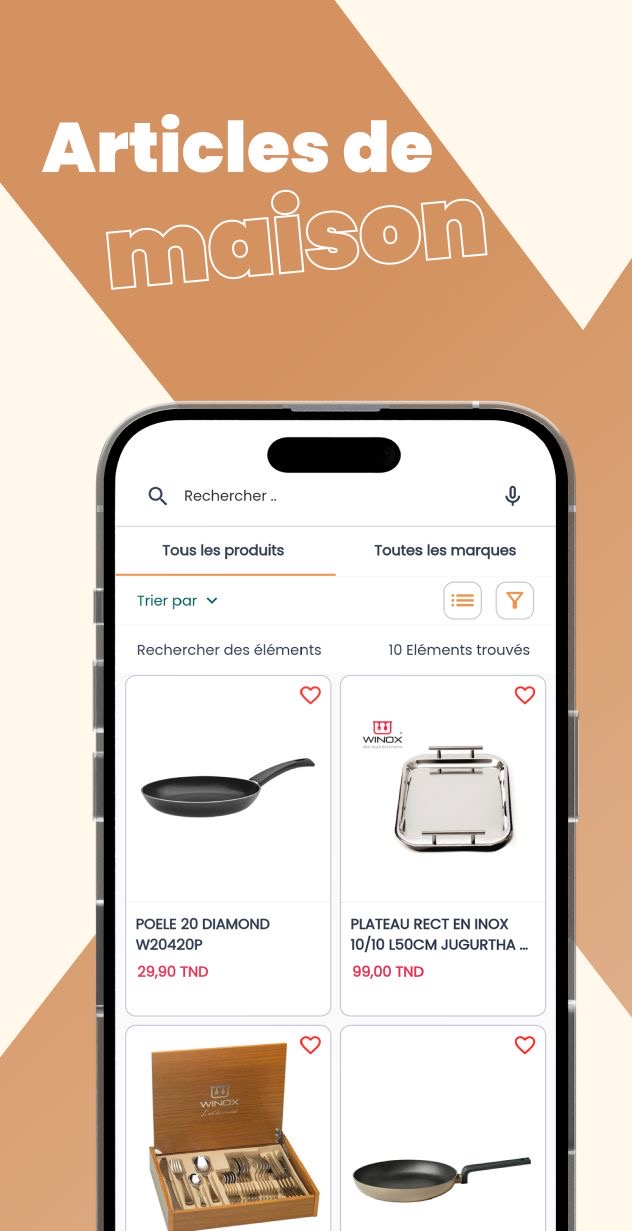 Articles de
maison
Rechercher ..
Tous les produits
Toutes les marques
Trier par
Rechercher des éléments
10 Eléments trouvés
WINOX
POELE 20 DIAMOND
W20420P
29,90 TND
PLATEAU RECT EN INOX
10/10 L50CM JUGURTHA ...
99,00 TND
WINOX